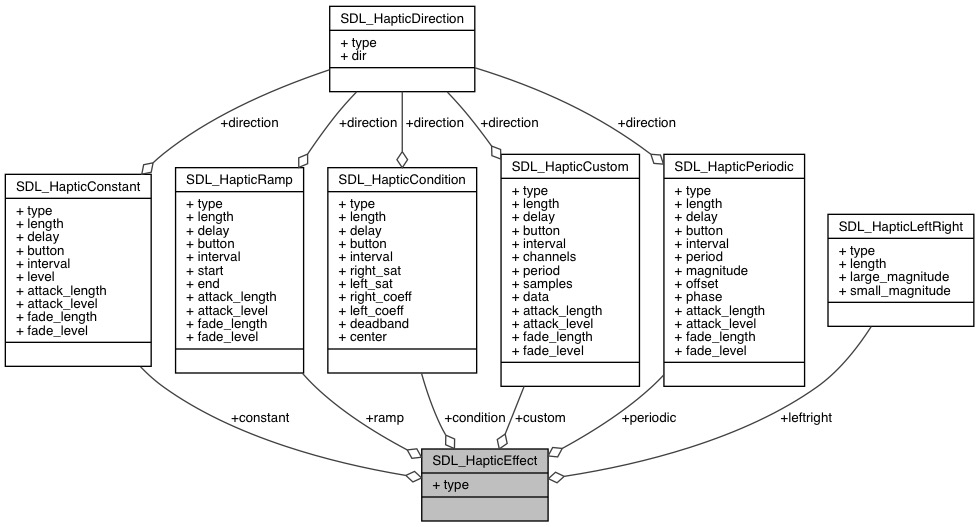 SDL_HapticDirection
+ type
+ dir
+direction
+direction
+direction
+direction
+direction
SDL_HapticConstant
+ type
+ length
+ delay
+ button
+ interval
+ level
+ attack_length
+ attack_level
+ fade_length
+ fade_level
SDL_HapticRamp
+ type
+ length
+ delay
+ button
+ interval
+ start
+ end
+ attack_length
+ attack_level
+ fade_length
+ fade_level
SDL_HapticCondition
+ type
+ length
+ delay
+ button
+ interval
+ right_sat
+ left_sat
+ right_coeff
+ left_coeff
+ deadband
+ center
SDL_HapticCustom
+ type
+ length
+ delay
+ button
+ interval
+ channels
+ period
+ samples
+ data
+ attack_length
+ attack_level
+ fade_length
+ fade_level
SDL_HapticPeriodic
+ type
+ length
+ delay
+ button
+ interval
+ period
+ magnitude
+ offset
+ phase
+ attack_length
+ attack_level
+ fade_length
+ fade_level
SDL_HapticLeftRight
+ type
+ length
+ large_magnitude
+ small_magnitude
+constant
+ramp
+condition
+custom
+periodic
+leftright
SDL_HapticEffect
+ type